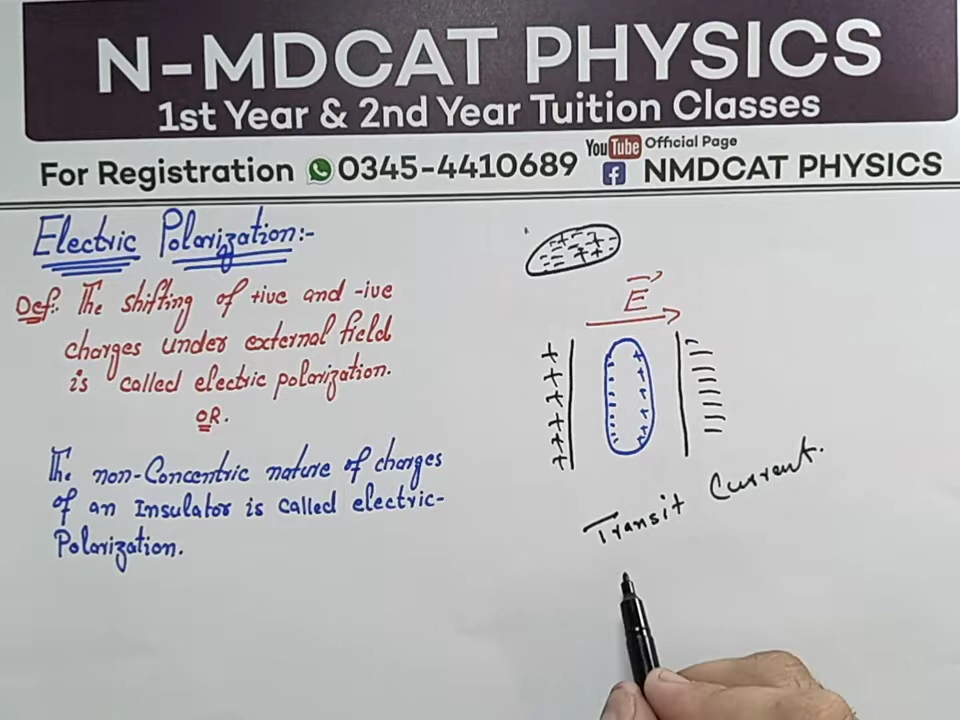 N-MDCAT PHYSICS
1st Year & 2nd Year Tuition Classes
For Registration 0345-4410689 YouTube Official Page
NMDCAT PHYSICS
Electric Polarization:-
Def:. The shifting of +ive and -ive
charges under external field
is called electric polarization.
OR.
The non-Concentric nature of charges
of an Insulator is called electric-
Polarization.
E
Transit Current.